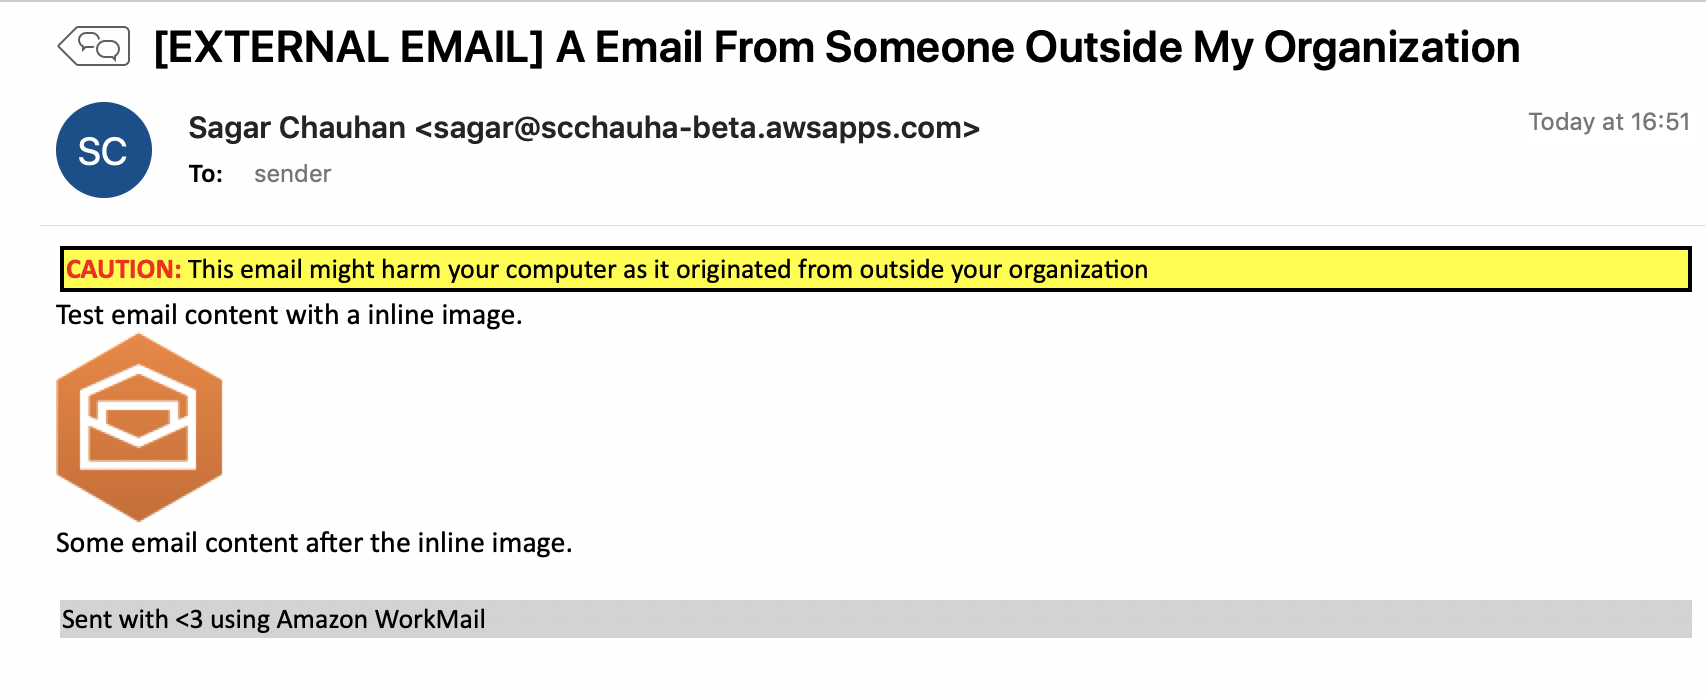 [EXTERNAL EMAIL] A Email From Someone Outside My Organization
SC
Sagar Chauhan <sagar@scchauha-beta.awsapps.com>
Today at 16:51
To: sender
CAUTION: This email might harm your computer as it originated from outside your organization
Test email content with a inline image.
Some email content after the inline image.
Sent with <3 using Amazon WorkMail